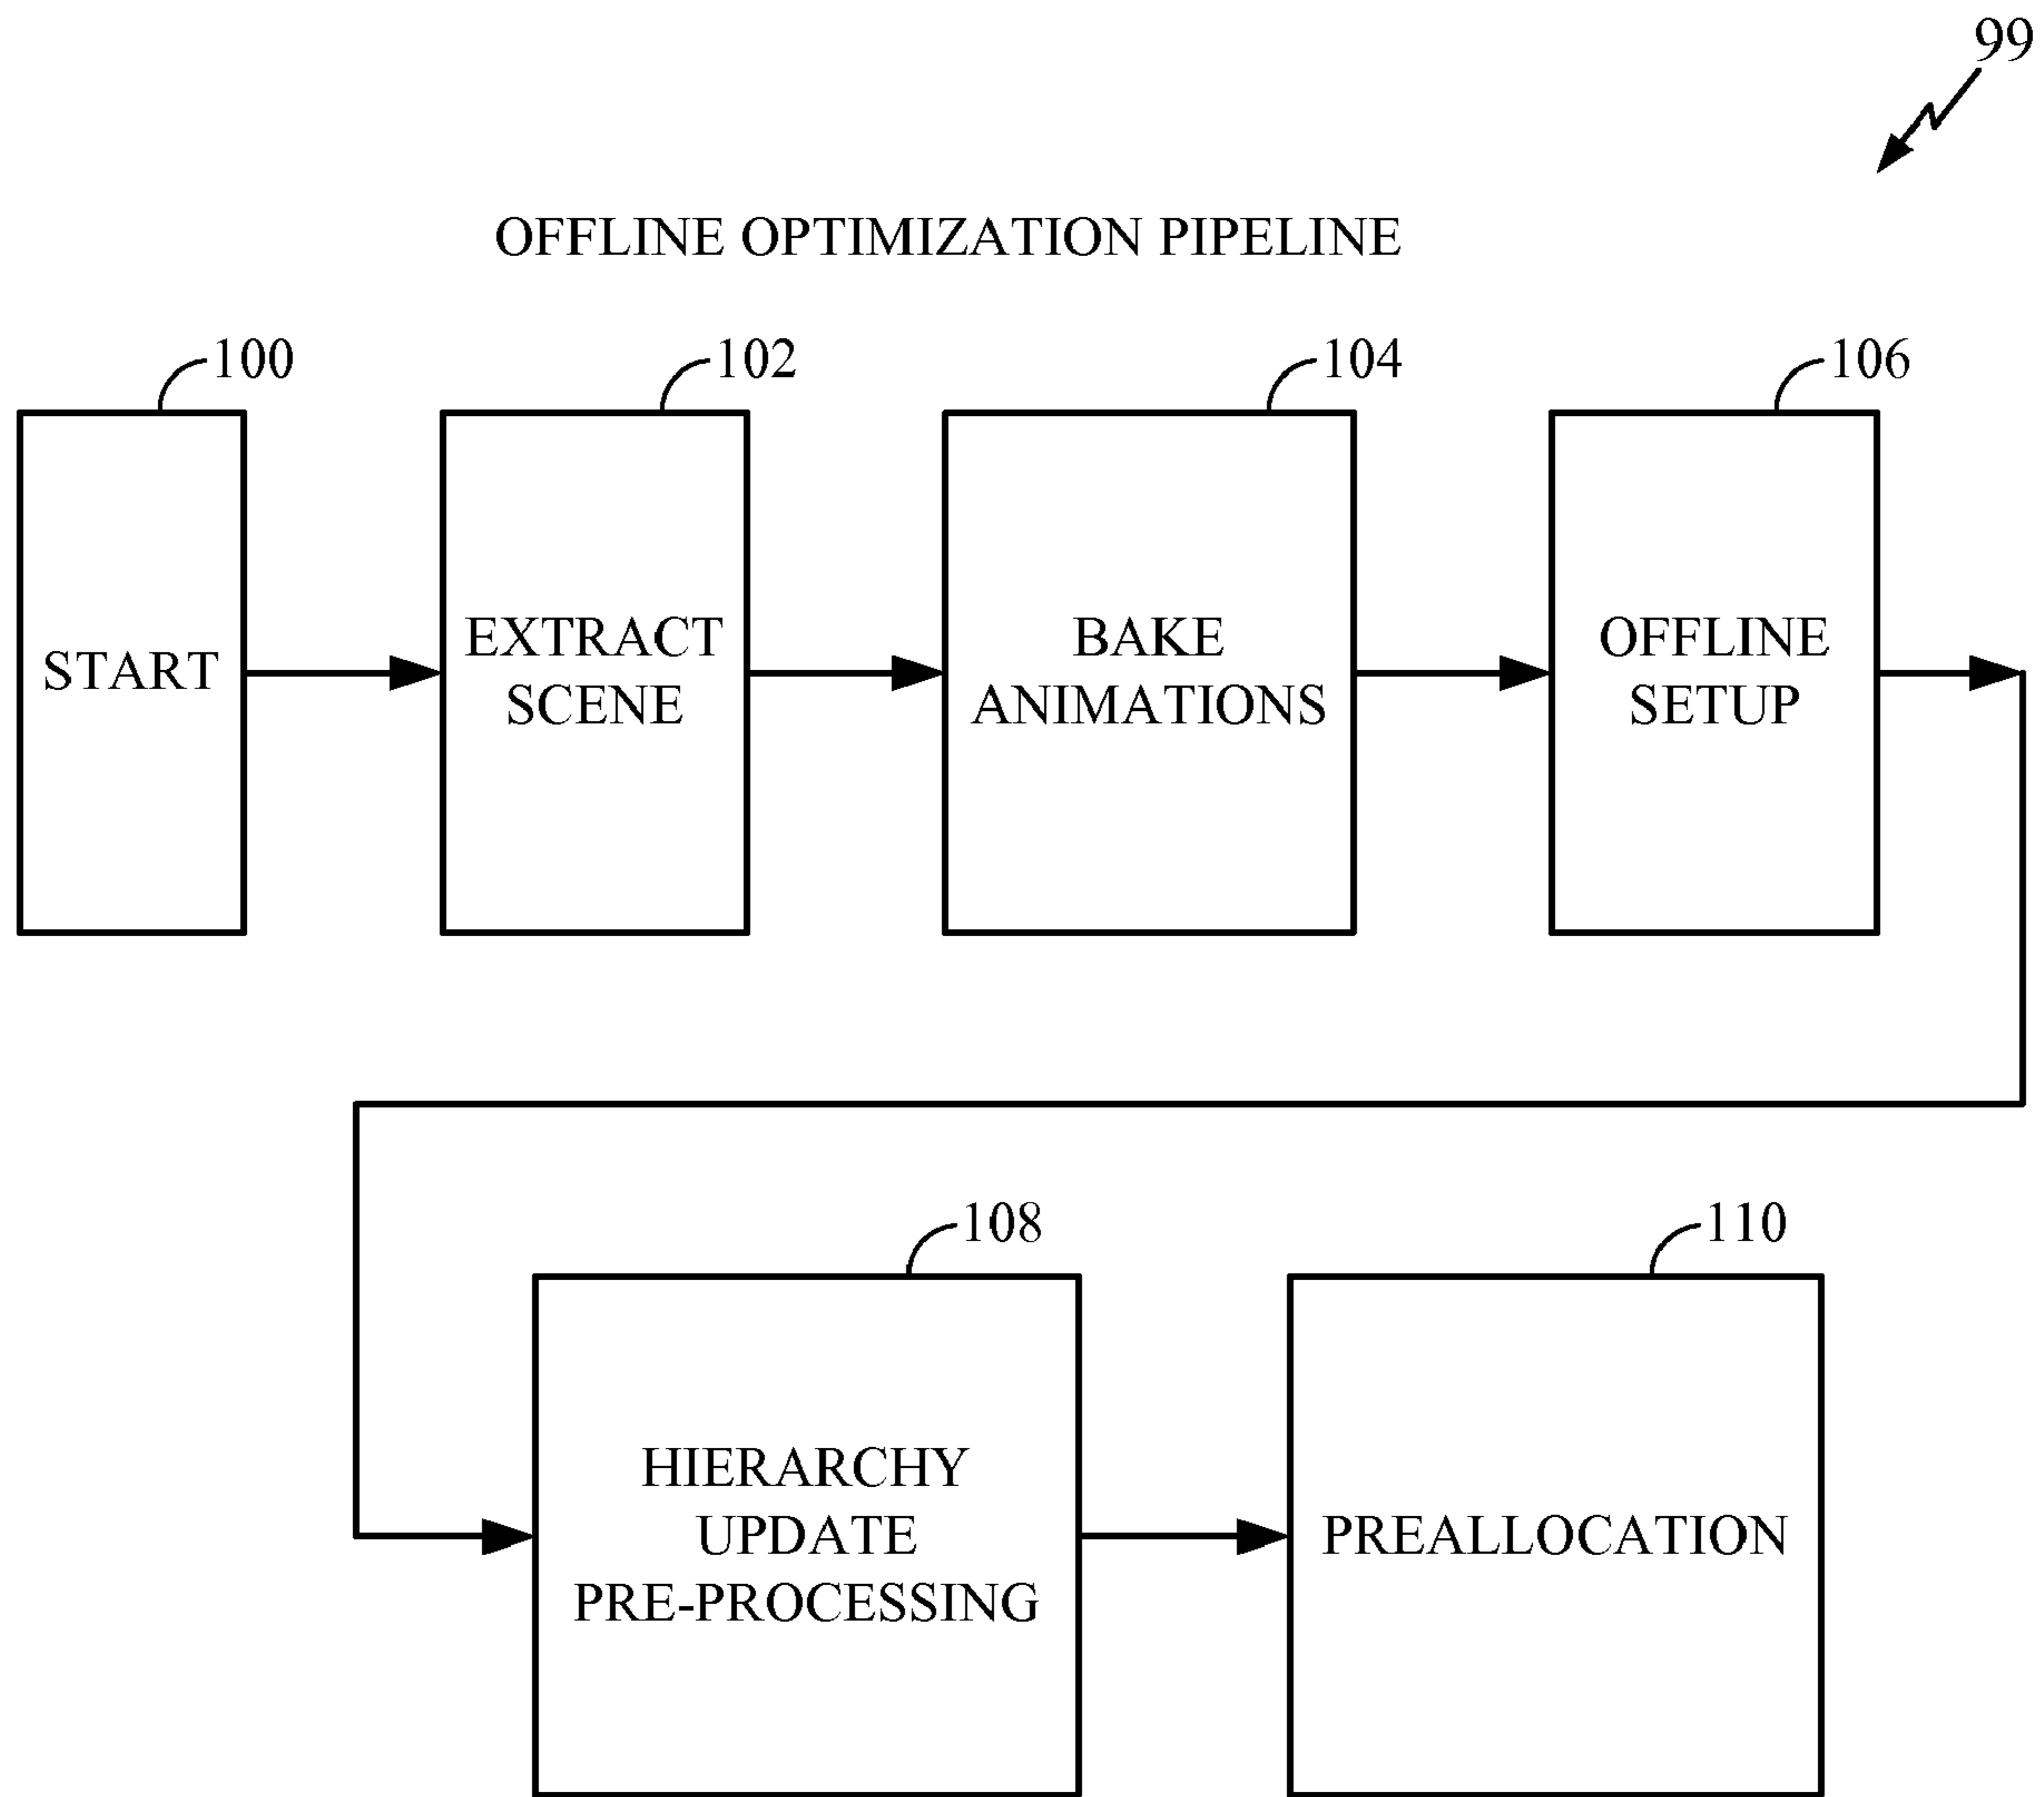 99
OFFLINE OPTIMIZATION PIPELINE
100
102
104
106
START
EXTRACT
SCENE
BAKE
ANIMATIONS
OFFLINE
SETUP
108
110
HIERARCHY
UPDATE
PRE-PROCESSING
PREALLOCATION